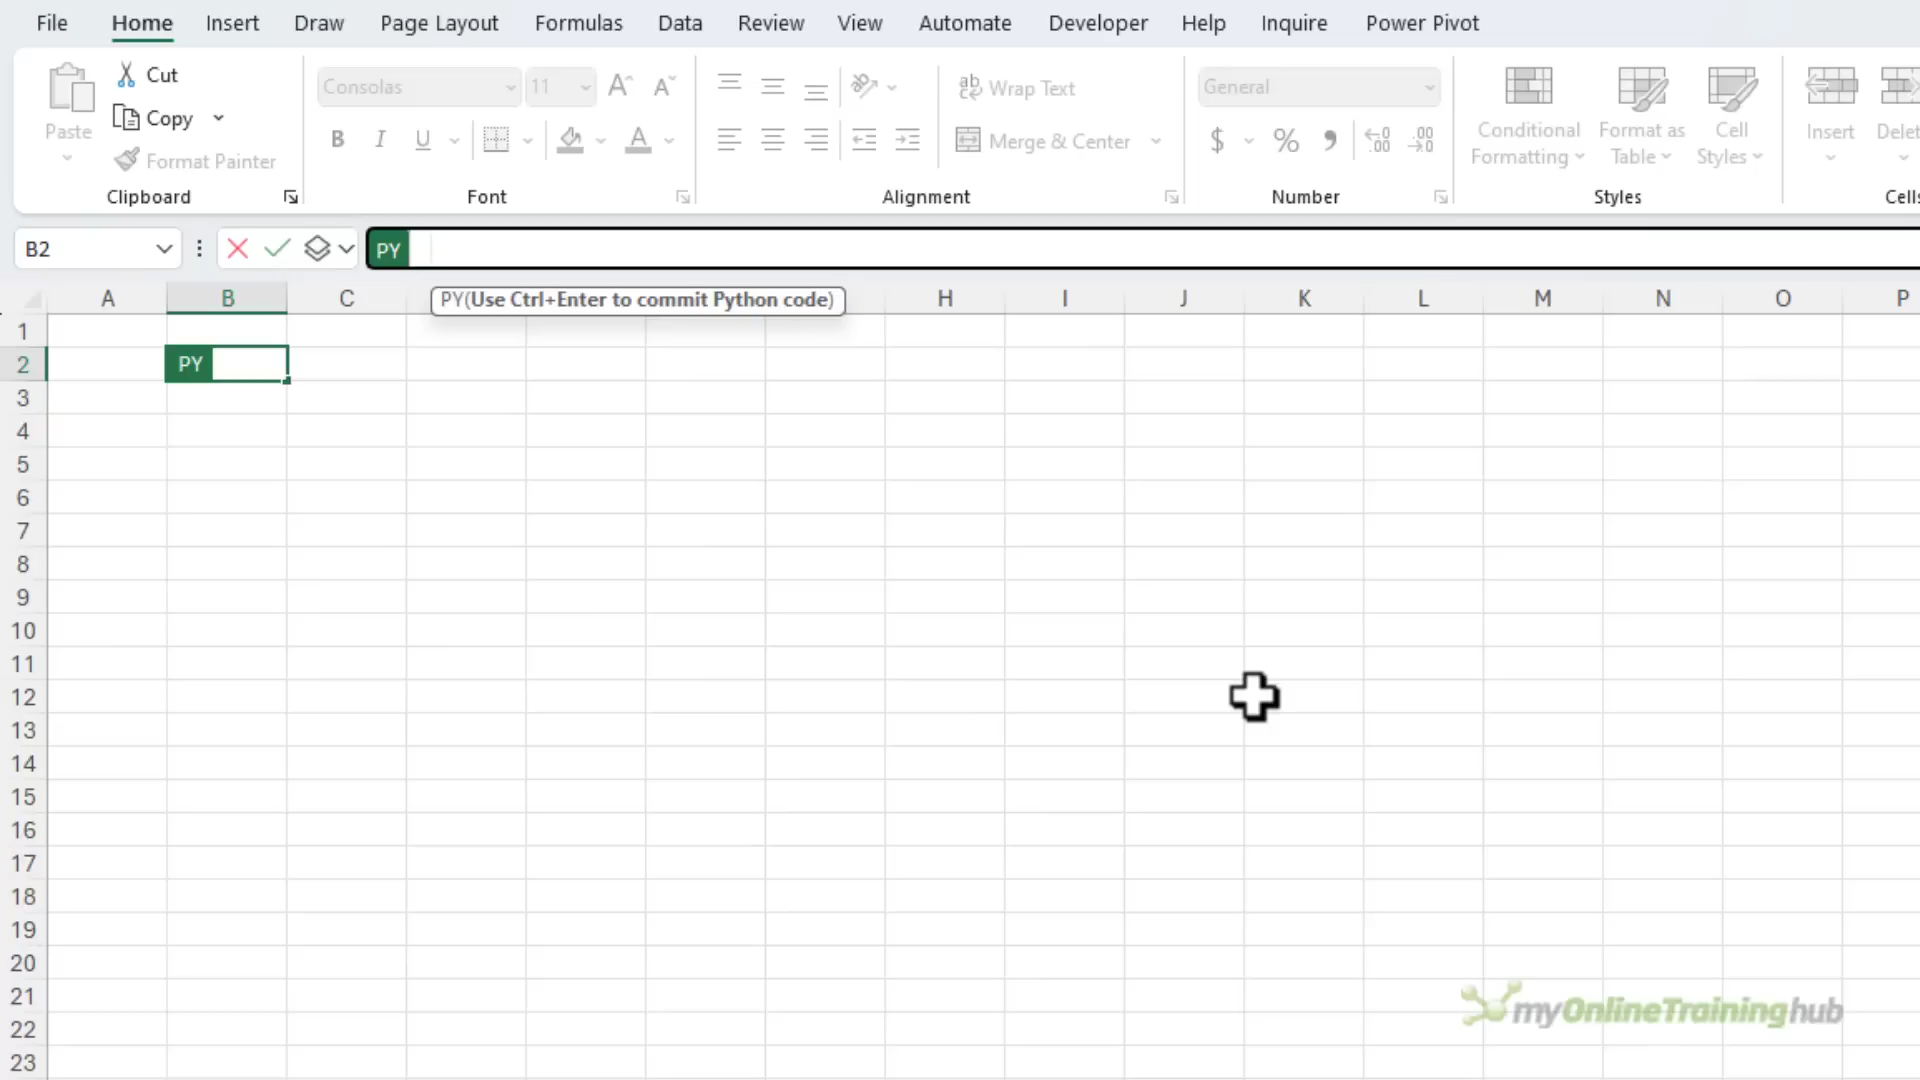 File Home Insert Draw Page Layout Formulas Data Review View Automate Developer Help Inquire Power Pivot
Paste
Cut
Copy
Format Painter
Clipboard
Consolas 11
B I U
Font
Wrap Text
Merge & Center
Alignment
General
$ % , .00 .00
Number
Conditional Formatting
Format as Table
Cell Styles
Styles
Insert
Delet
Cells
B2
PY
PY(Use Ctrl+Enter to commit Python code)
A B C H I J K L M N O P
1
2 PY
3
4
5
6
7
8
9
10
11
12
13
14
15
16
17
18
19
20
21
22
23
myOnlineTraininghub